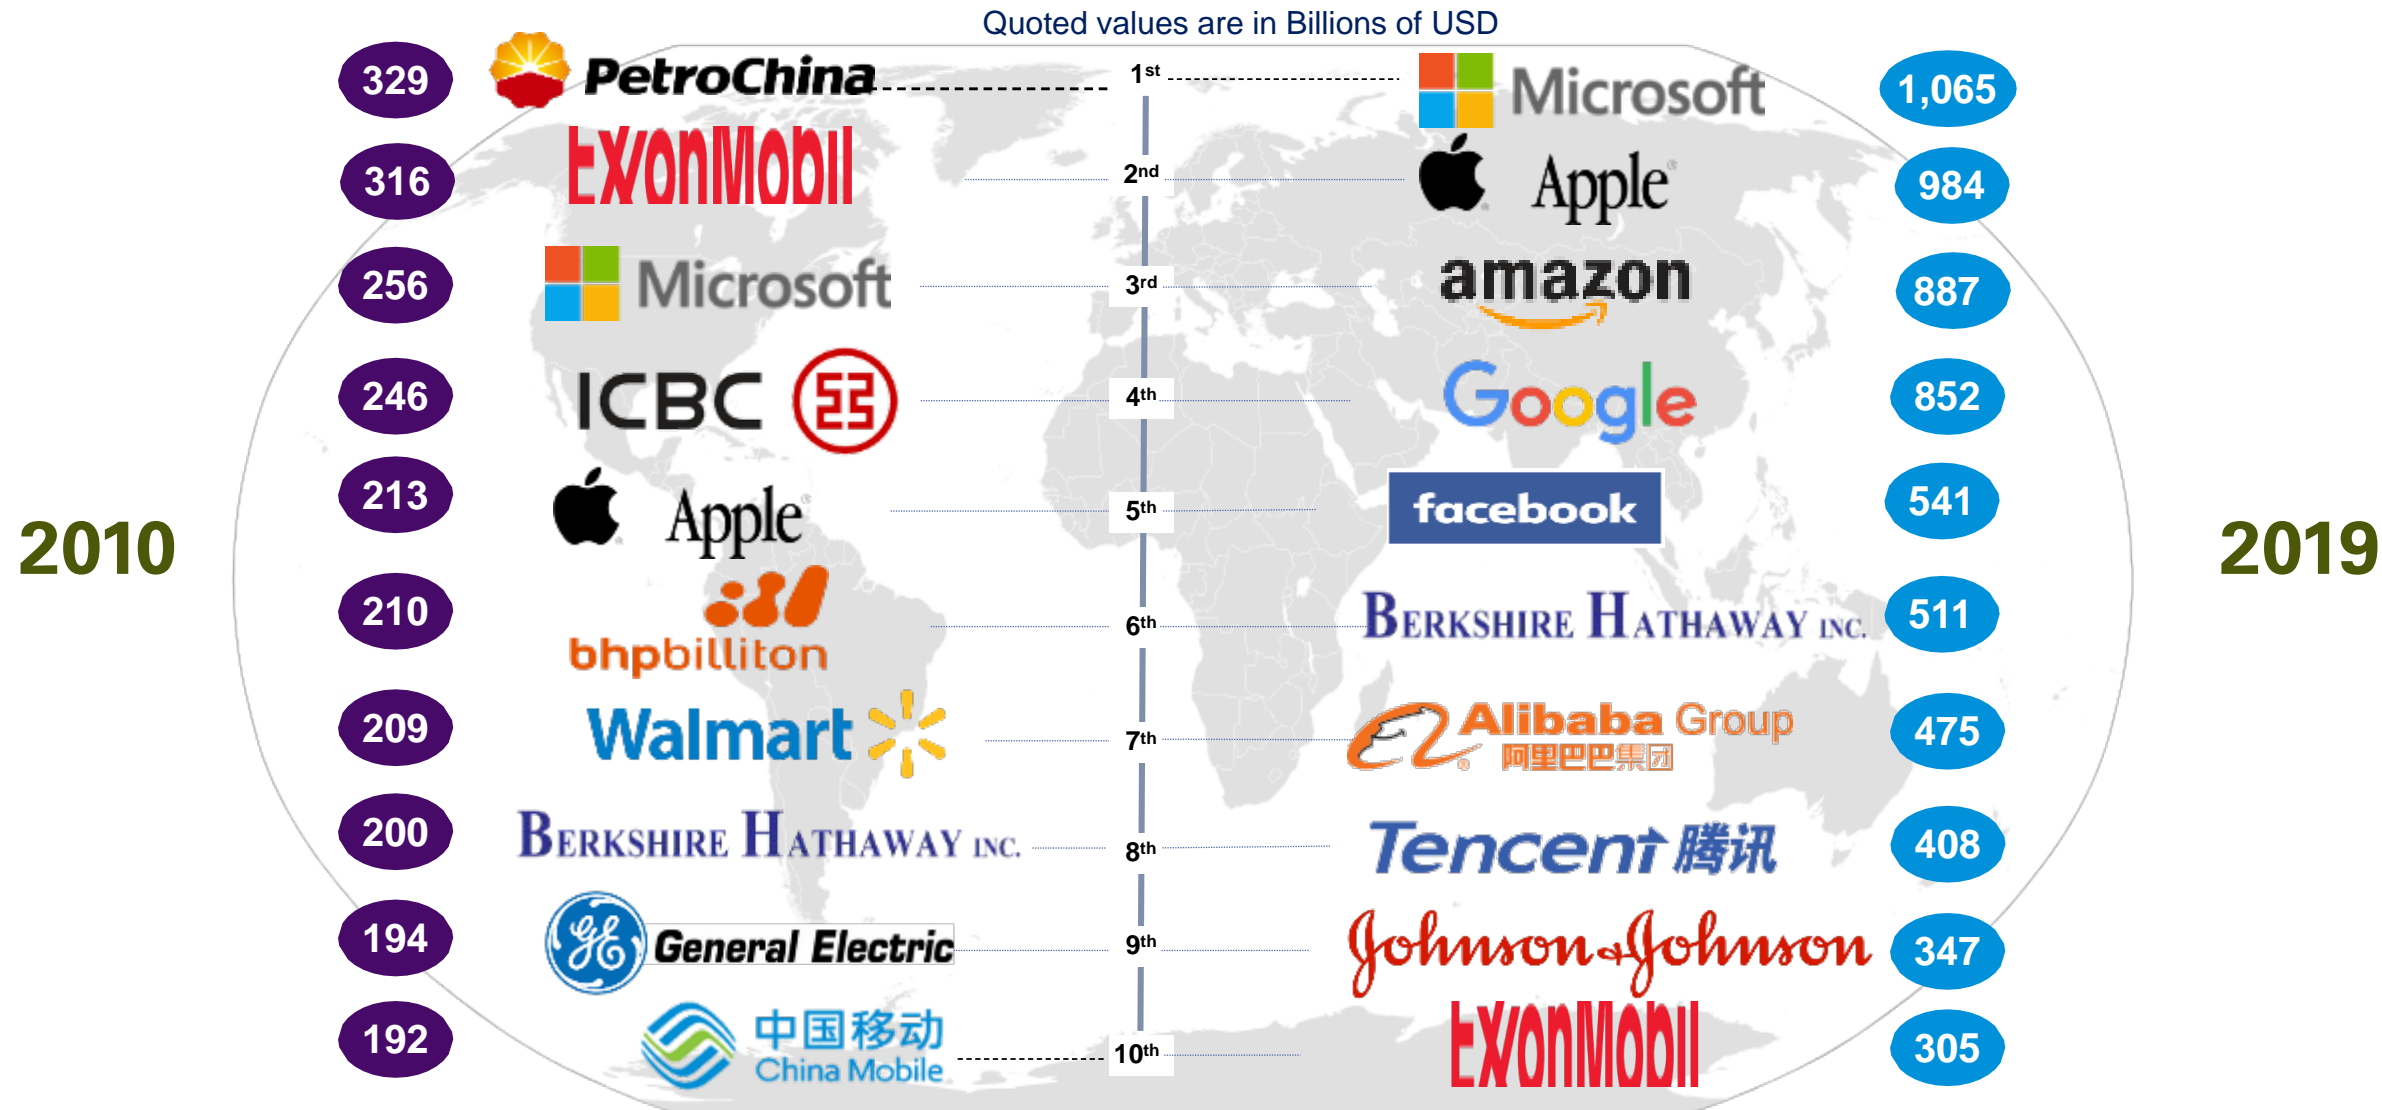 Quoted values are in Billions of USD
329 PetroChina 1st Microsoft 1,065
316 ExxonMobil 2nd Apple 984
256 Microsoft 3rd amazon 887
246 ICBC 4th Google 852
213 Apple 5th facebook 541
2010
2019
210 bhpbilliton 6th BERKSHIRE HATHAWAY INC. 511
209 Walmart 7th Alibaba Group 475
阿里巴巴集团
200 BERKSHIRE HATHAWAY INC. 8th Tencent 腾讯 408
194 GE General Electric 9th Johnson & Johnson 347
192 中国移动
China Mobile 10th ExxonMobil 305